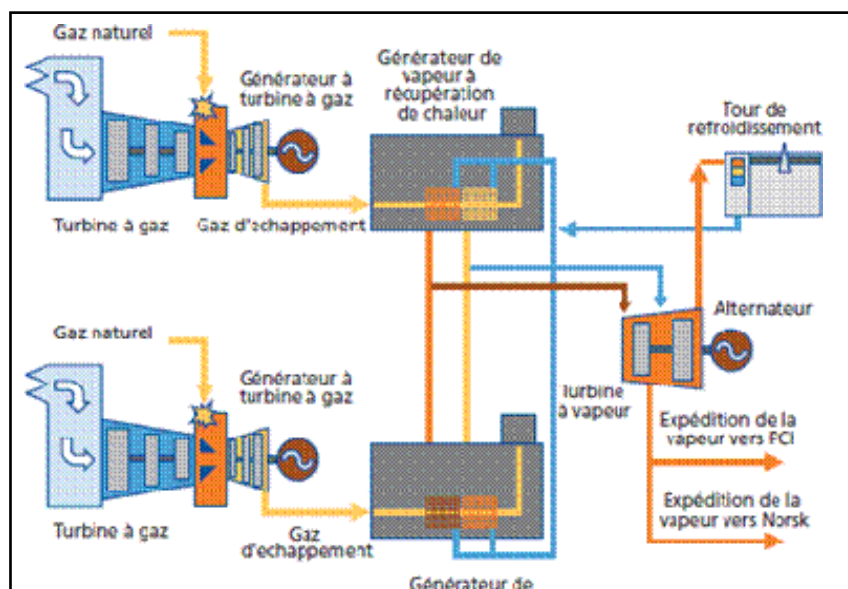 Gaz naturel
Générateur à
turbine à gaz
Générateur de
vapeur à
récupération
de chaleur
Tour de
refroidissement
Turbine à gaz
Gaz d'echappement
Gaz naturel
Générateur à
turbine à gaz
Alternateur
Turbine
à vapeur
Expédition de la
vapeur vers FCI
Expédition de la
vapeur vers Norsk
Turbine à gaz
Gaz
d'echappement
Générateur de